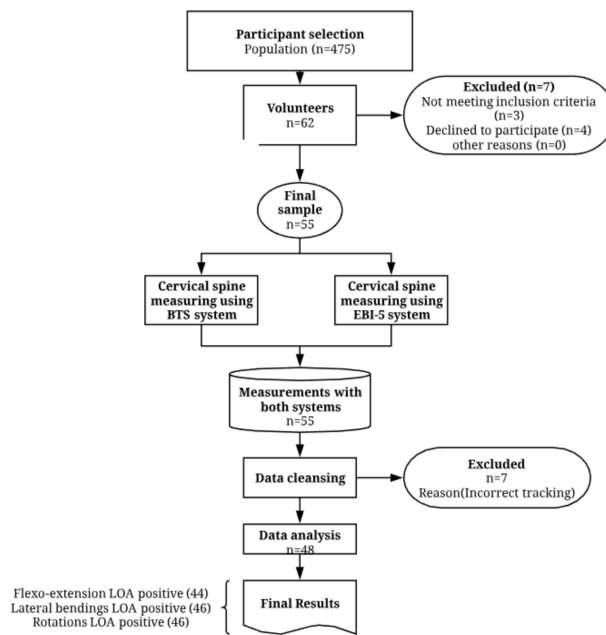 Participant selection
Population (n=475)
Volunteers
n=62
Excluded (n=7)
Not meeting inclusion criteria
(n=3)
Declined to participate (n=4)
other reasons (n=0)
Final
sample
n=55
Cervical spine
measuring using
BTS system
Cervical spine
measuring using
EBI-5 system
Measurements with
both systems
n=55
Data cleansing
Excluded
n=7
Reason(Incorrect tracking)
Data analysis
n=48
Flexo-extension LOA positive (44)
Lateral bendings LOA positive (46)
Rotations LOA positive (46)
Final Results